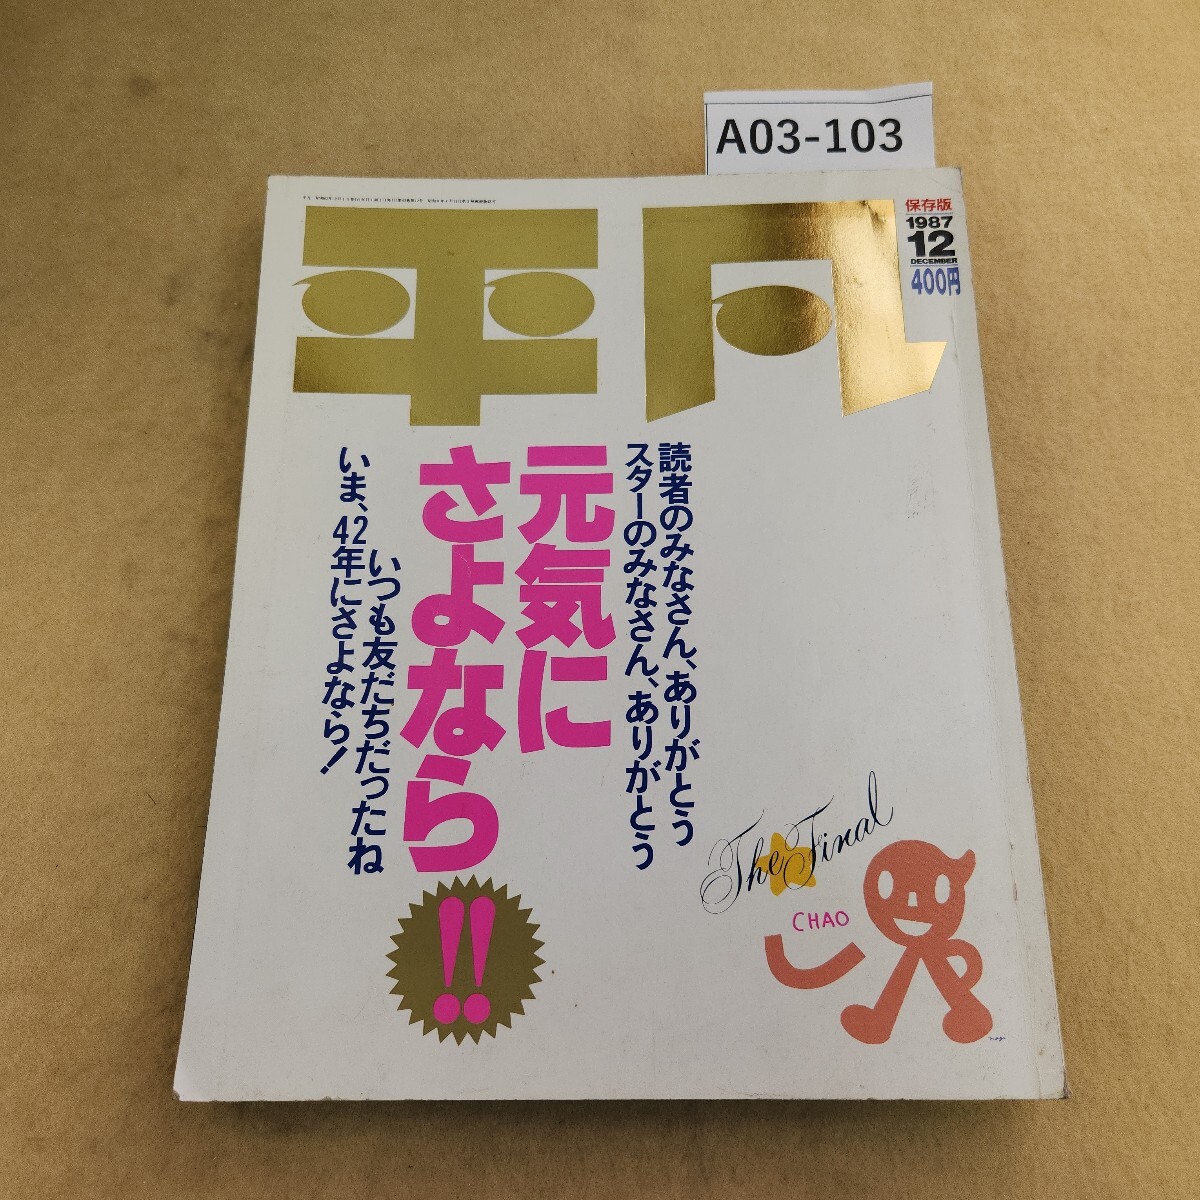 A03-103
平凡
保存版
1987
12
DECEMBER
400円
読者のみなさん、ありがとう
スターのみなさん、ありがとう
元気に
さよなら
!!
いつも友だちだったね
いま、42年にさよなら!
The Final
CHAO